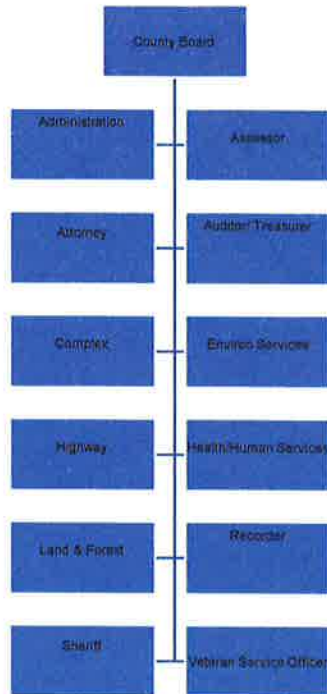 County Board
Administration
Assessor
Attorney
Auditor/ Treasurer
Complex
Enviro Services
Highway
Health/Human Services
Land & Forest
Recorder
Sheriff
Veteran Service Officer